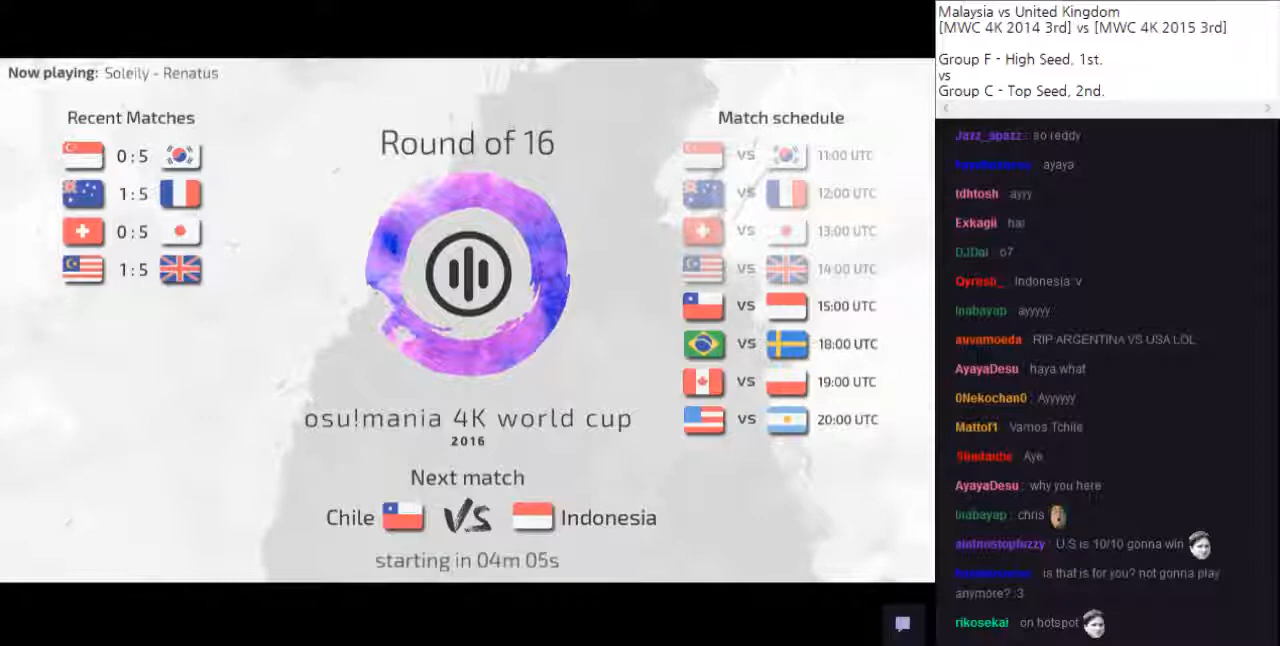 Now playing: Soleily - Renatus
Recent Matches
0 : 5
1 : 5
0 : 5
1 : 5
Round of 16
osu!mania 4K world cup
2016
Next match
Chile VS Indonesia
starting in 04m 05s
Match schedule
VS 11:00 UTC
VS 12:00 UTC
VS 13:00 UTC
VS 14:00 UTC
VS 15:00 UTC
VS 18:00 UTC
VS 19:00 UTC
VS 20:00 UTC
Malaysia vs United Kingdom
[MWC 4K 2014 3rd] vs [MWC 4K 2015 3rd]
Group F - High Seed, 1st.
vs
Group C - Top Seed, 2nd.
Jazz_spazz: so reddy
ayaya
tdhtosh: ayyy
Exkagii: hai
DJDai: o7
Indonesia v
Inabayap: ayyyyy
auvamoeda: RIP ARGENTINA VS USA LOL
AyayaDesu: haya what
0Nekochan0: Ayyyyy
Mattof1: Vamos Tchile
Aye
AyayaDesu: why you here
Inabayap: chris
aintnostopfuzzy: U.S is 10/10 gonna win
is that is for you? not gonna play
anymore? :3
rikosekai: on hotspot